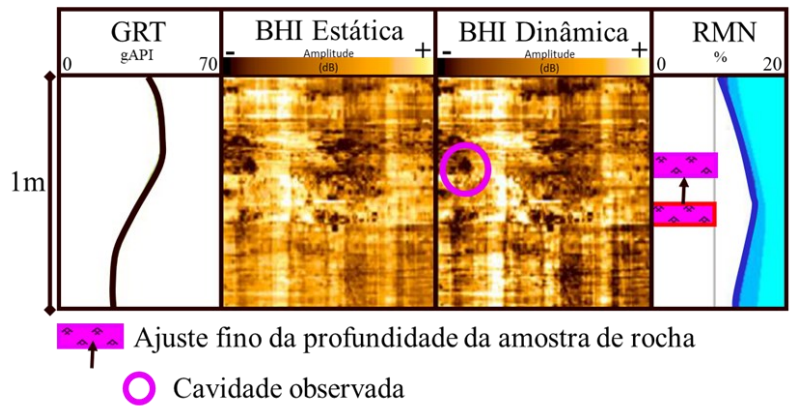 GRT
gAPI
0 70
BHI Estática
- Amplitude +
(dB)
BHI Dinâmica
- Amplitude +
(dB)
RMN
%
0 20
1m
Ajuste fino da profundidade da amostra de rocha
Cavidade observada